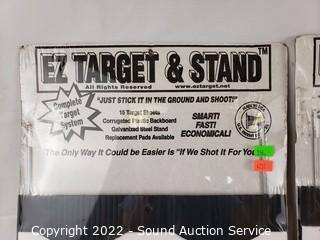 EZ TARGET & STAND™
All Rights Reserved www.eztarget.net
Complete
Target
System
"JUST STICK IT IN THE GROUND AND SHOOT!"
15 Target Sheets
Corrugated Plastic Backboard
Galvanized Steel Stand
Replacement Pads Available
SMART!
FAST!
ECONOMICAL!
The Only Way It Could be Easier Is "If We Shot It For You
Copyright 2022 - Sound Auction Service